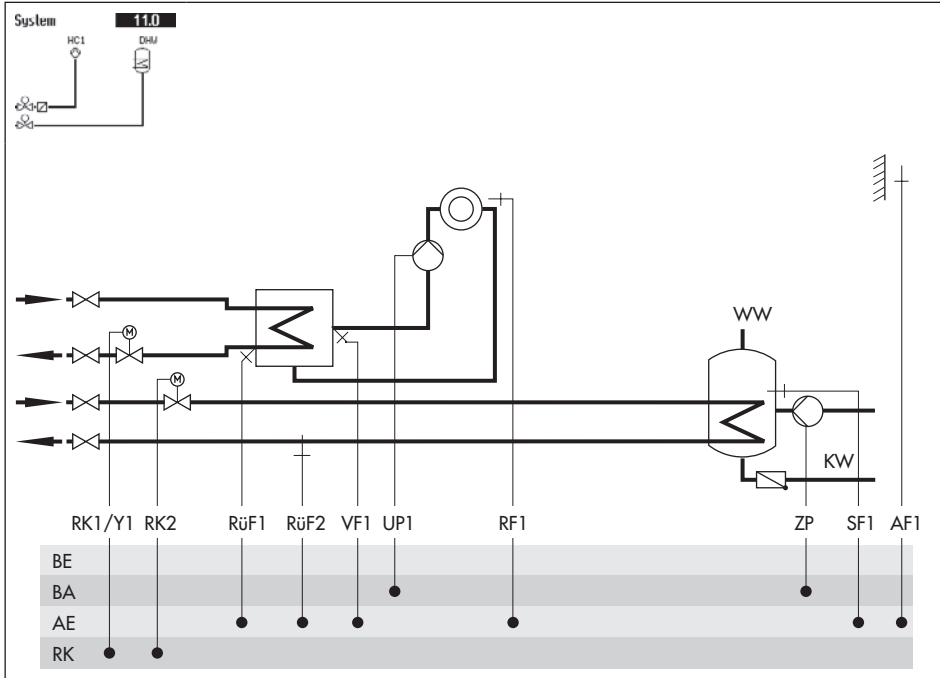 System 11.0
HC1 DHW
M
M
WW
KW
RK1/Y1 RK2 RüF1 RüF2 VF1 UP1 RF1 ZP SF1 AF1
BE
BA
AE
RK